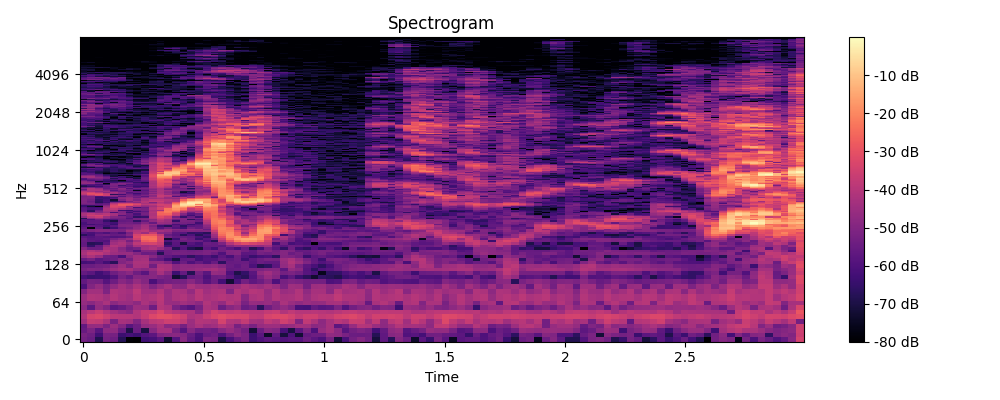 Spectrogram
Hz
4096
2048
1024
512
256
128
64
0
0
0.5
1
1.5
2
2.5
Time
-10 dB
-20 dB
-30 dB
-40 dB
-50 dB
-60 dB
-70 dB
-80 dB